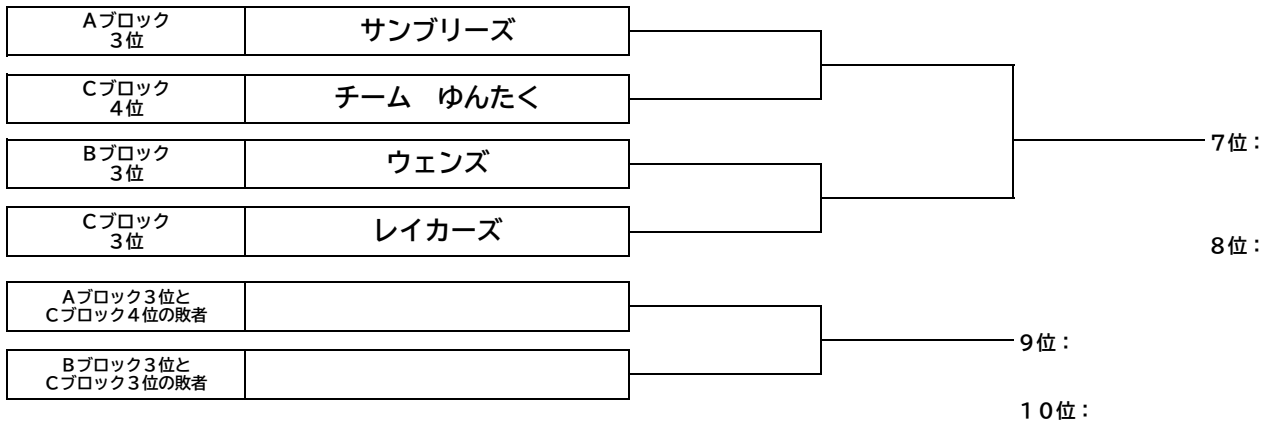 Ａブロック
３位
サンブリーズ
Ｃブロック
４位
チーム　ゆんたく
Ｂブロック
３位
ウェンズ
Ｃブロック
３位
レイカーズ
７位：
８位：
Ａブロック３位と
Ｃブロック４位の敗者
Ｂブロック３位と
Ｃブロック３位の敗者
９位：
１０位：